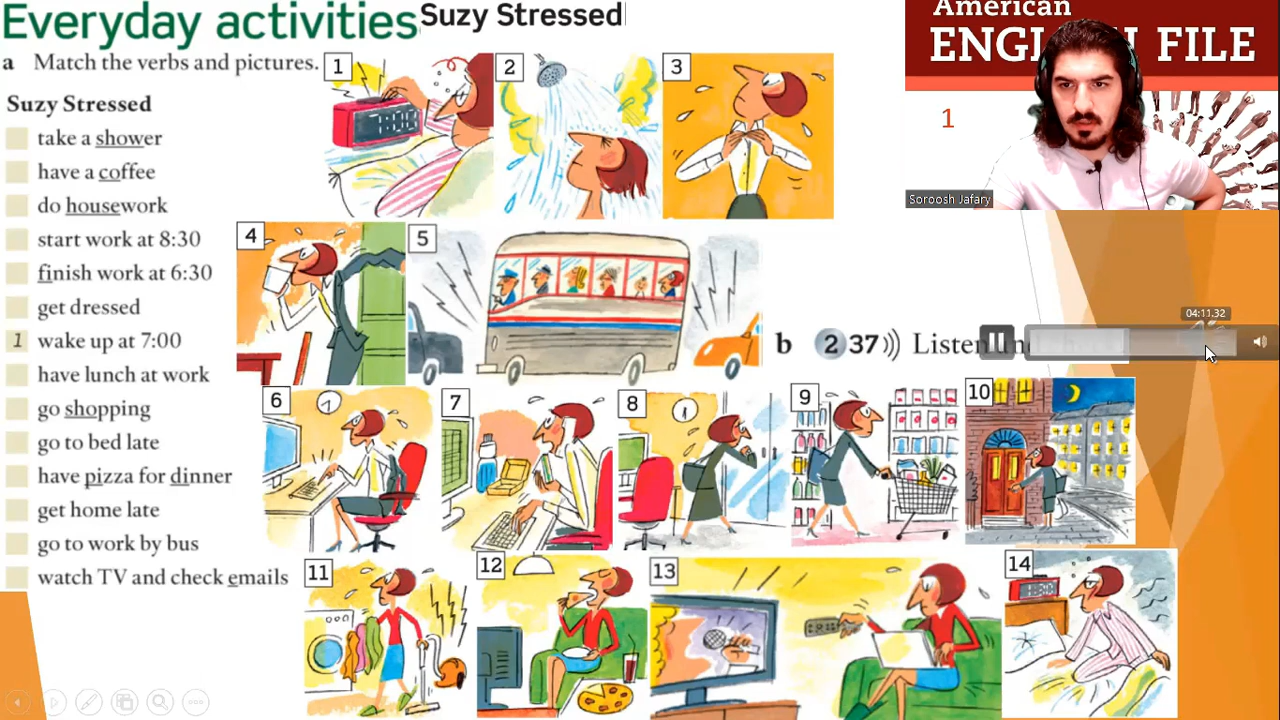 Everyday activities Suzy Stressed
a Match the verbs and pictures.
Suzy Stressed
take a shower
have a coffee
do housework
start work at 8:30
finish work at 6:30
get dressed
1 wake up at 7:00
have lunch at work
go shopping
go to bed late
have pizza for dinner
get home late
go to work by bus
watch TV and check emails
1
2
3
4
5
6
7
8
9
10
11
12
13
14
b 2 37 Listen
American
ENGL FILE
1
Soroosh Jafary
04:11.32